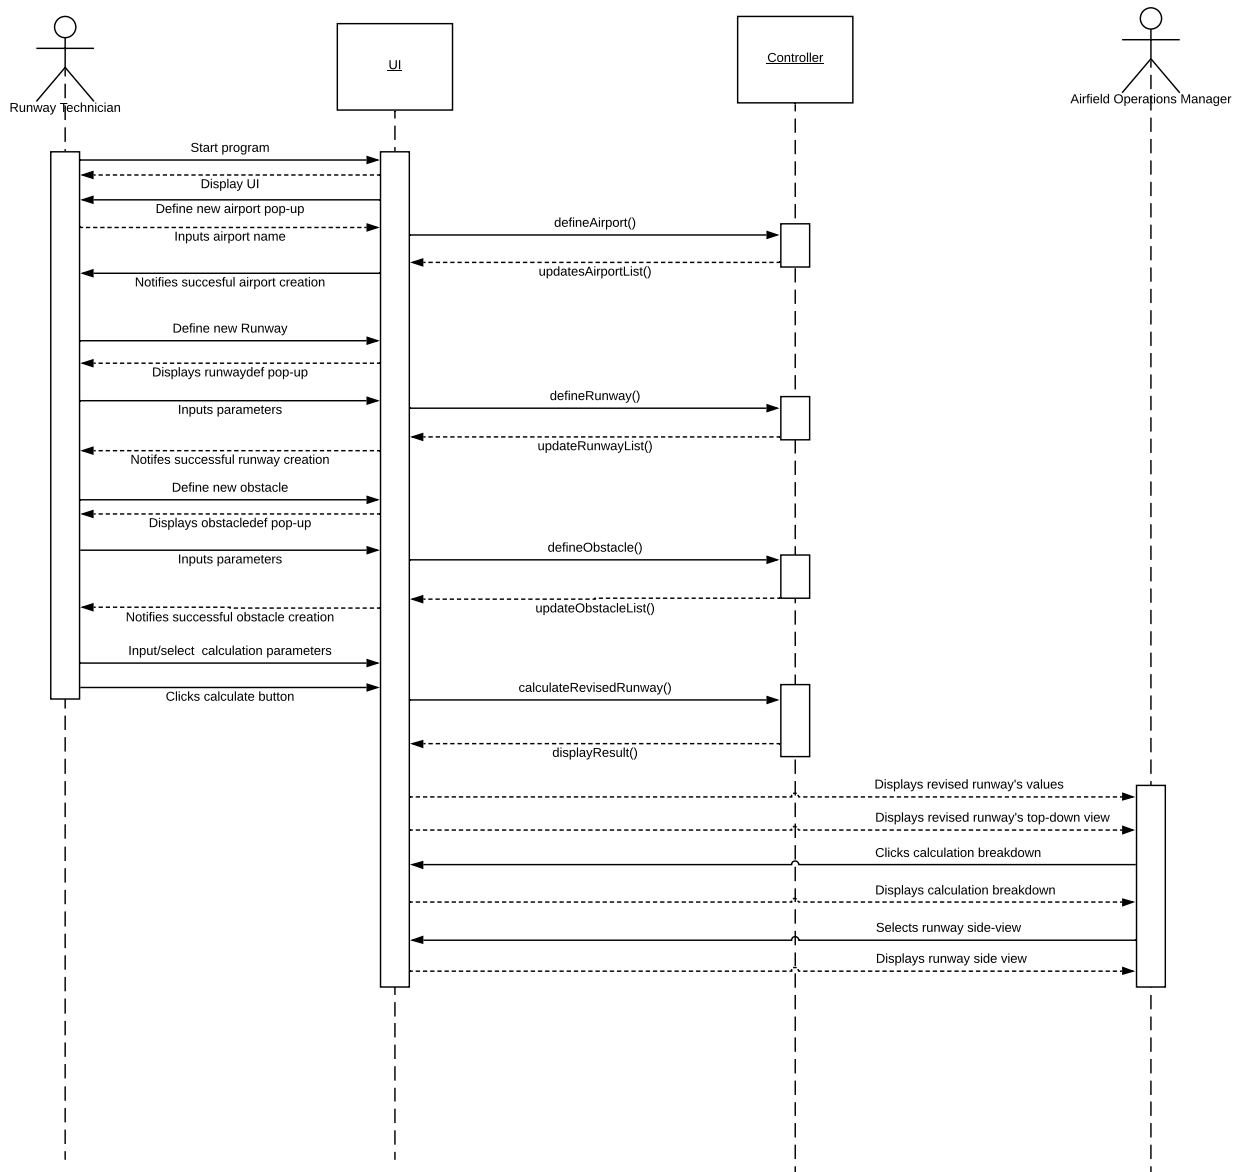 Runway Technician
UI
Controller
Airfield Operations Manager
Start program
Display UI
Define new airport pop-up
Inputs airport name
defineAirport()
updatesAirportList()
Notifies succesful airport creation
Define new Runway
Displays runwaydef pop-up
Inputs parameters
defineRunway()
updateRunwayList()
Notifes successful runway creation
Define new obstacle
Displays obstacledef pop-up
Inputs parameters
defineObstacle()
updateObstacleList()
Notifies successful obstacle creation
Input/select  calculation parameters
Clicks calculate button
calculateRevisedRunway()
displayResult()
Displays revised runway's values
Displays revised runway's top-down view
Clicks calculation breakdown
Displays calculation breakdown
Selects runway side-view
Displays runway side view